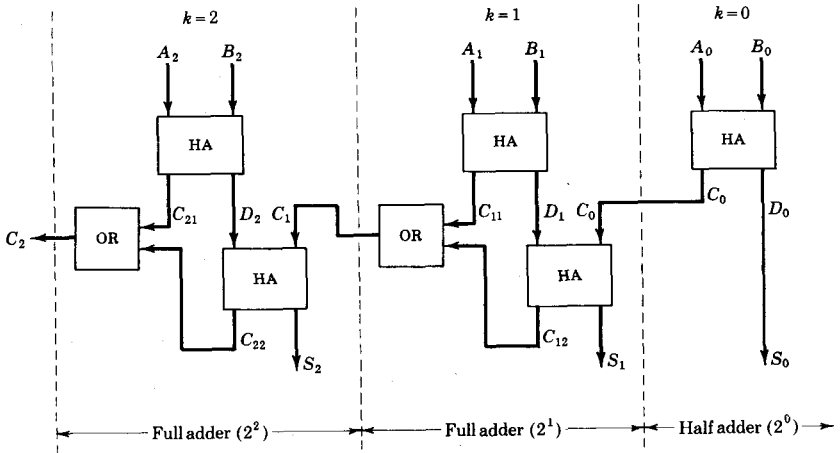 k=2 k=1 k=0
A₂ B₂ A₁ B₁ A₀ B₀
HA HA HA
C₂₁ D₂ C₁ C₁₁ D₁ C₀ C₀ D₀
C₂ OR OR
HA HA
C₂₂ C₁₂
S₂ S₁ S₀
Full adder (2²) Full adder (2¹) Half adder (2⁰)